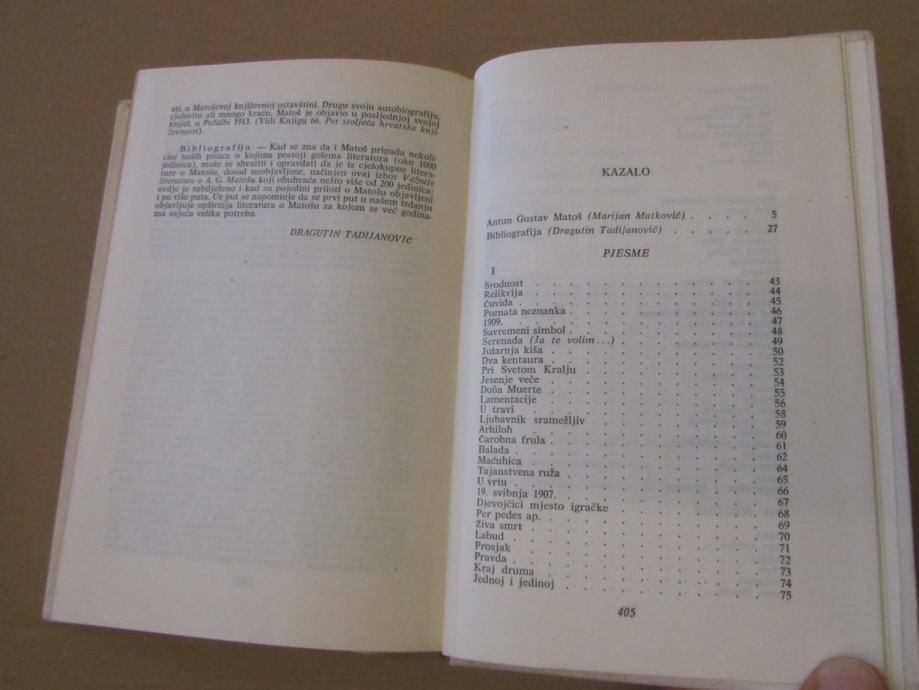 sti, u Matoševoj književnoj ostavštini. Drugu svoju autobiografiju,
cjelovitu ali mnogo kraću, Matoš je objavio u posljednjoj svojoj
knjizi, u Pečalbi 1913. (Vidi Knjigu 66. Pet stoljeća hrvatske knji-
ževnosti).
Bibliografija. — Kad se zna da i Matoš pripada nekoli-
cini naših pisaca o kojima postoji golema literatura (oko 1000
jedinica), može se shvatiti i opravdati da je iz cjelokupne litera-
ture o Matošu, dosad neobjavljene, načinjen ovaj izbor Važnije
literature o A. G. Matošu koji obuhvaća nešto više od 200 jedinica;
ovdje je zabilježeno i kad su pojedini prilozi o Matošu objavljeni
i po više puta. Uz put se napominje da se prvi put u našem izdanju
objavljuje opširnija literatura o Matošu za kojom se već godina-
ma osjeća velika potreba.
DRAGUTIN TADIJANOVIĆ
KAZALO
Antun Gustav Matoš (Marijan Matković) . . . . 5
Bibliografija (Dragutin Tadijanović) . . . . . 27
PJESME
I
Srodnost 43
Relikvija 44
Čuvida 45
Poznata neznanka 46
1909. 47
Savremeni simbol 48
Serenada (Ja te volim...) 49
Jutarnja kiša 50
Dva kentaura 52
Pri Svetom Kralju 53
Jesenje veče 54
Doña Muerte 55
Lamentacije 56
U travi 58
Ljubavnik sramežljiv 59
Arhiloh 60
Čarobna frula 61
Balada 62
Maćuhica 64
Tajanstvena ruža 65
U vrtu 66
19. svibnja 1907. 67
Djevojčici mjesto igračke 68
Per pedes ap. 69
Živa smrt 70
Labud 71
Prosjak 72
Pravda 73
Kraj druma 74
Jednoj i jedinoj 75
405